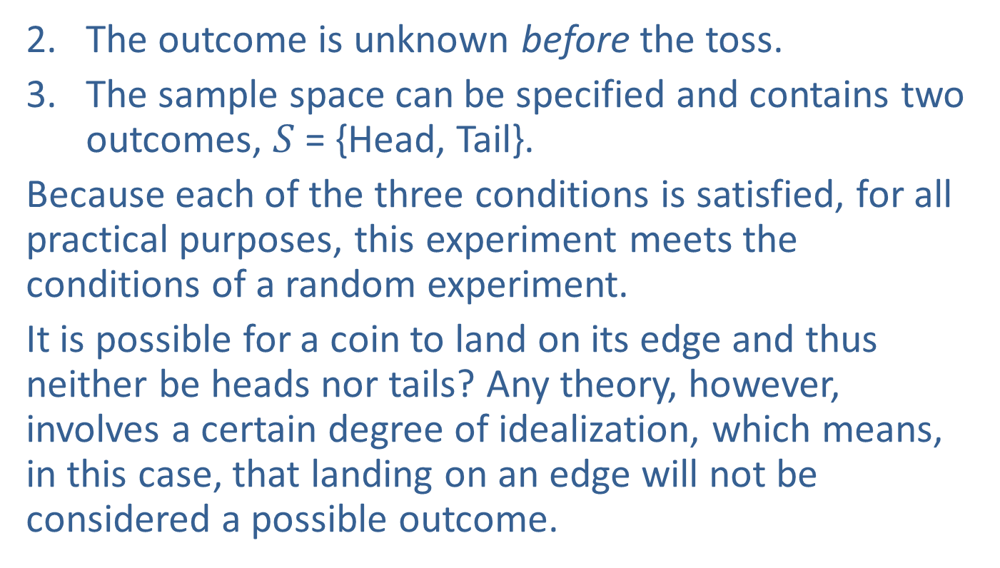 2. The outcome is unknown before the toss.
3. The sample space can be specified and contains two
outcomes, S = {Head, Tail}.
Because each of the three conditions is satisfied, for all
practical purposes, this experiment meets the
conditions of a random experiment.
It is possible for a coin to land on its edge and thus
neither be heads nor tails? Any theory, however,
involves a certain degree of idealization, which means,
in this case, that landing on an edge will not be
considered a possible outcome.